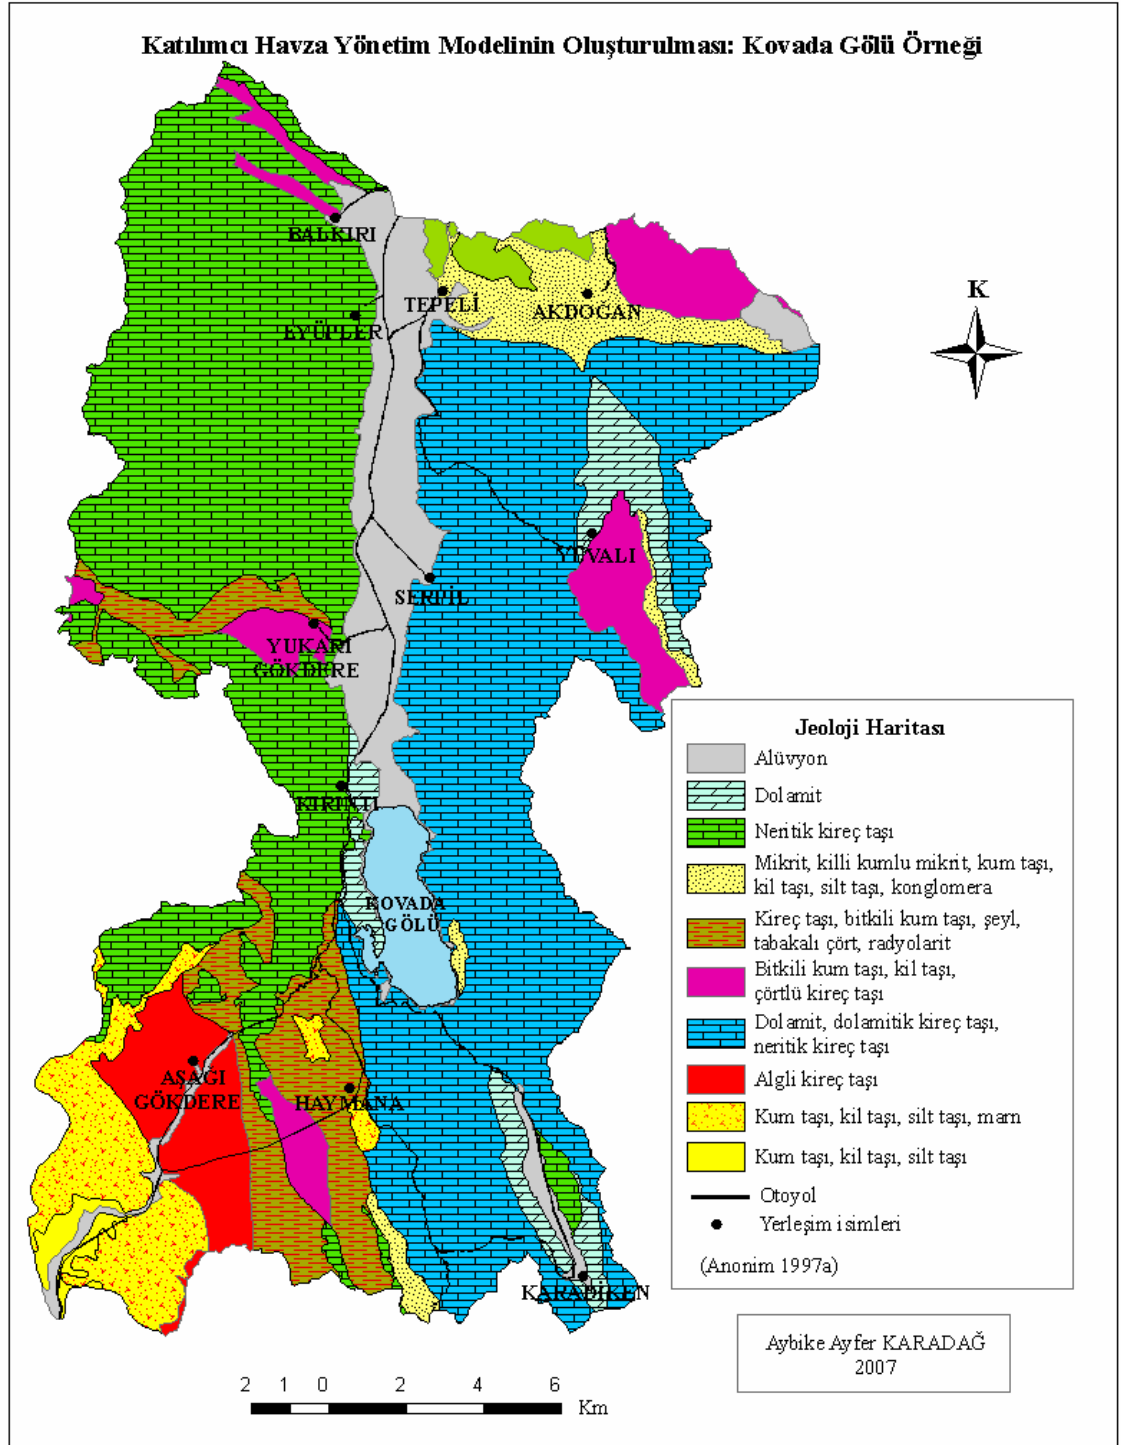 Katılımcı Havza Yönetim Modelinin Oluşturulması: Kovada Gölü Örneği
BALKIRI
TEPELİ
AKDOĞAN
EYÜPLER
K
YUVALI
SERPİL
YUKARI
GÖKDERE
KIRINTI
KOVADA
GÖLÜ
AŞAĞI
GÖKDERE
HAYMANA
KARADİKEN
Jeoloji Haritası
Alüvyon
Dolamit
Neritik kireç taşı
Mikrit, killi kumlu mikrit, kum taşı,
kil taşı, silt taşı, konglomera
Kireç taşı, bitkili kum taşı, şeyl,
tabakalı çört, radyolarit
Bitkili kum taşı, kil taşı,
çörtlü kireç taşı
Dolamit, dolamitik kireç taşı,
neritik kireç taşı
Algli kireç taşı
Kum taşı, kil taşı, silt taşı, marn
Kum taşı, kil taşı, silt taşı
Otoyol
Yerleşim isimleri
(Anonim 1997a)
Aybike Ayfer KARADAĞ
2007
2 1 0 2 4 6
Km